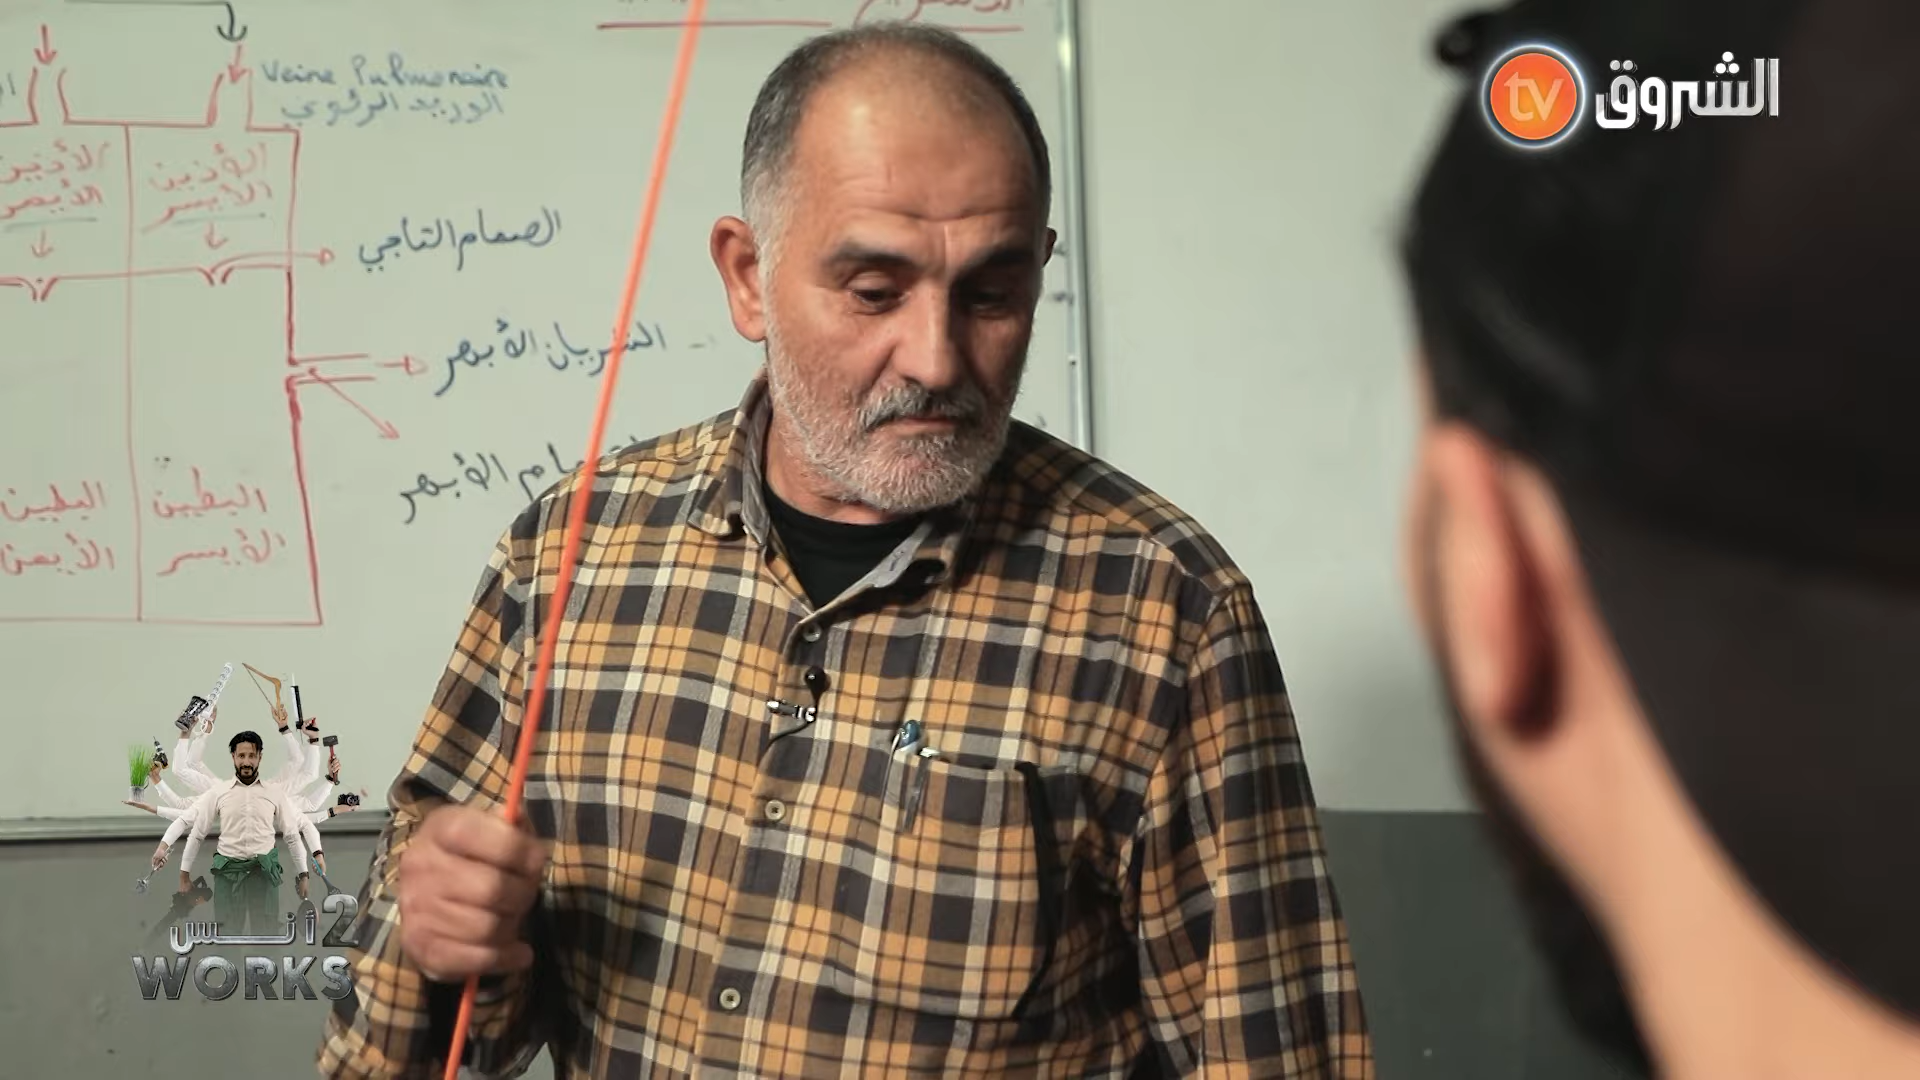 Veine Pulmonaire
الوريد الرئوي
الأذين
الأيسر
الأذين
الأيمن
الصمام التاجي
الشريان الأبهر
الأبهر
البطين
الأيسر
البطين
الأيمن
tv الشروق
أنس 2
WORKS